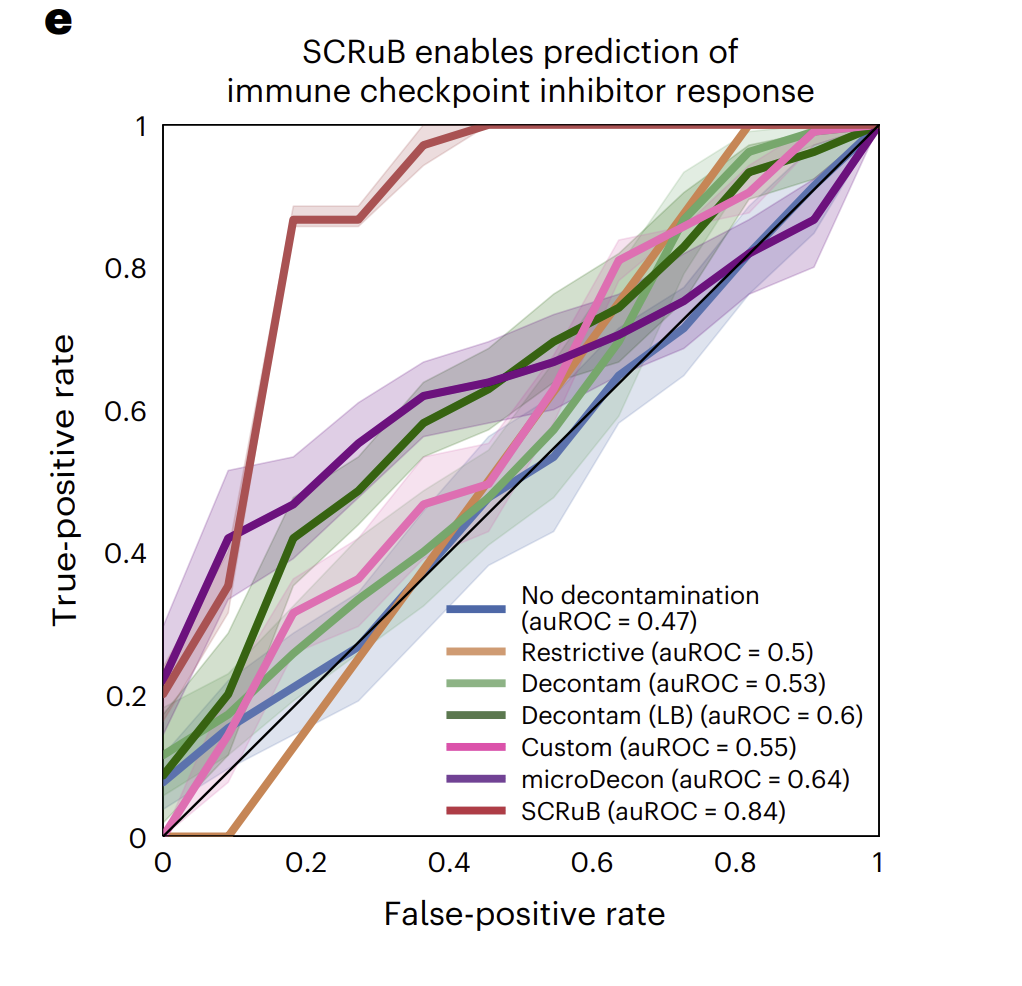 e
SCRuB enables prediction of
immune checkpoint inhibitor response
True-positive rate
1
0.8
0.6
0.4
0.2
0
No decontamination
(auROC = 0.47)
Restrictive (auROC = 0.5)
Decontam (auROC = 0.53)
Decontam (LB) (auROC = 0.6)
Custom (auROC = 0.55)
microDecon (auROC = 0.64)
SCRuB (auROC = 0.84)
0 0.2 0.4 0.6 0.8 1
False-positive rate